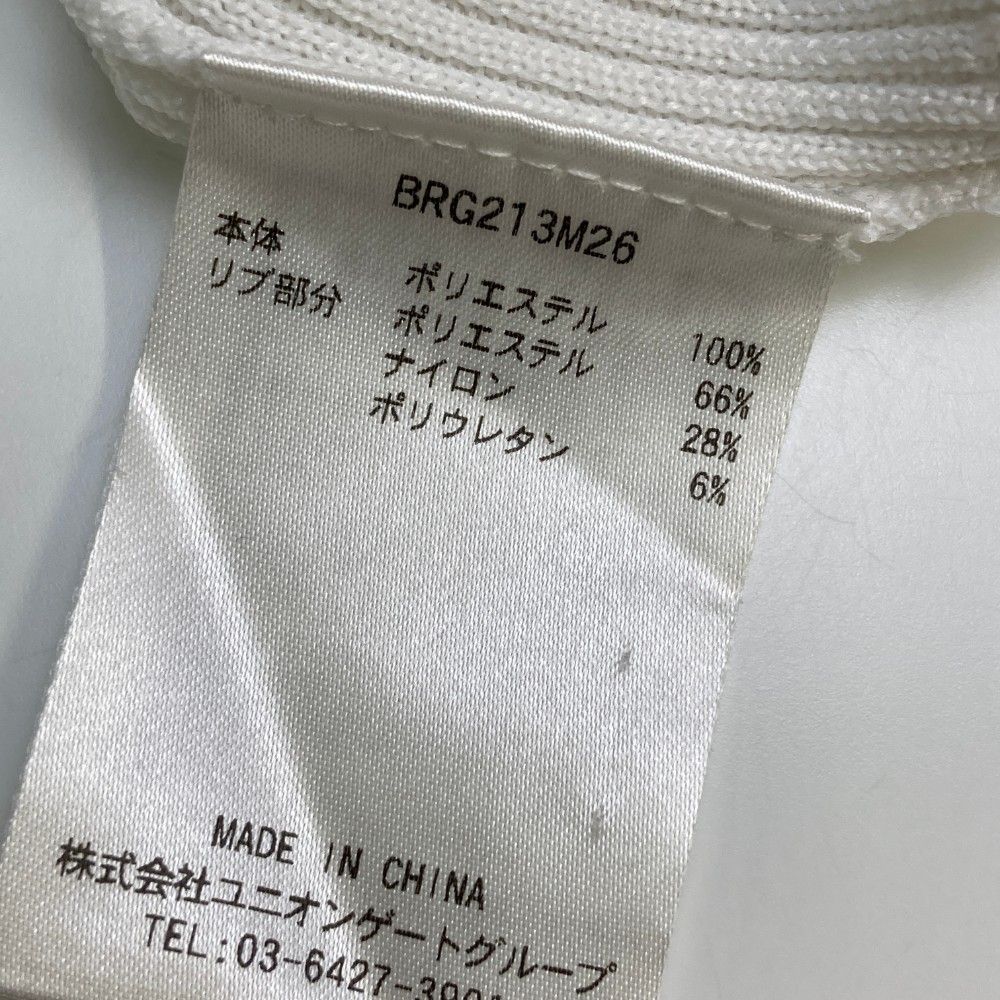 BRG213M26
本体 ポリエステル 100%
リブ部分 ポリエステル 66%
ナイロン 28%
ポリウレタン 6%
MADE IN CHINA
株式会社ユニオンゲートグループ
TEL:03-6427-